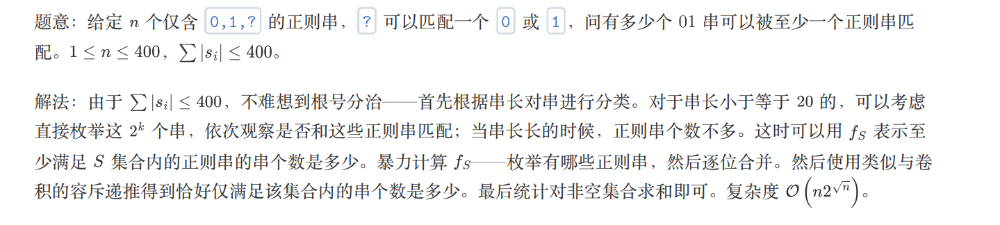 题意：给定 n 个仅含 0,1,? 的正则串，? 可以匹配一个 0 或 1，问有多少个 01 串可以被至少一个正则串匹
配。1 ≤ n ≤ 400，∑|s_i| ≤ 400。
解法：由于 ∑|s_i| ≤ 400，不难想到根号分治——首先根据串长对串进行分类。对于串长小于等于 20 的，可以考虑
直接枚举这 2^k 个串，依次观察是否和这些正则串匹配；当串长长的时候，正则串个数不多。这时可以用 f_S 表示至
少满足 S 集合内的正则串的串个数是多少。暴力计算 f_S——枚举有哪些正则串，然后逐位合并。然后使用类似与卷
积的容斥递推得到恰好仅满足该集合内的串个数是多少。最后统计对非空集合求和即可。复杂度 O(n2^{√n})。